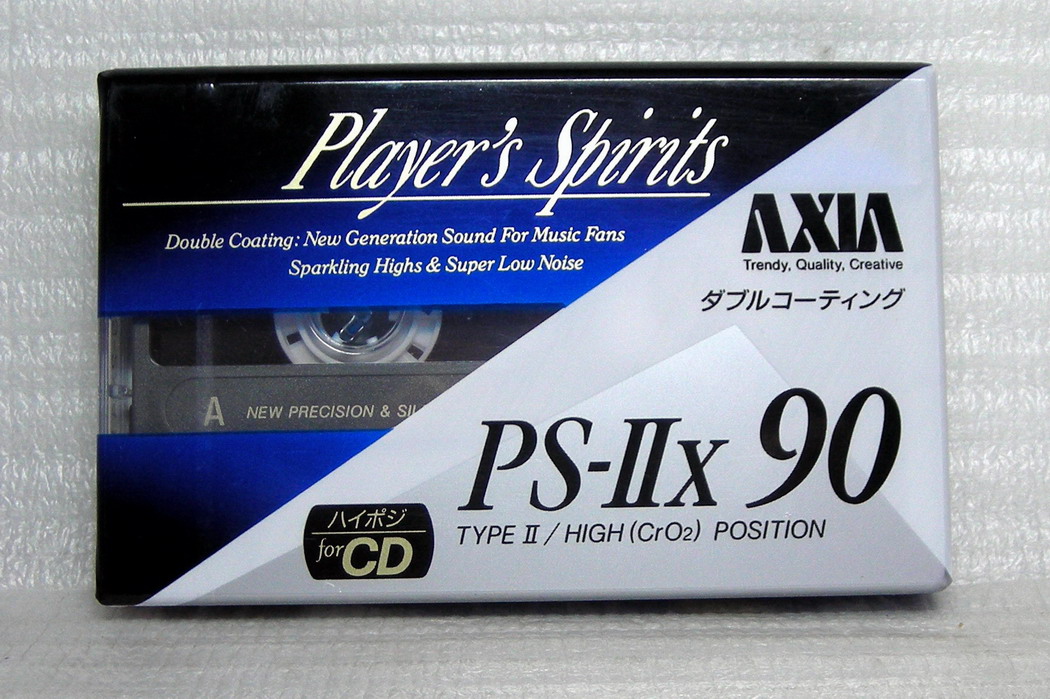 Player's Spirits
Double Coating: New Generation Sound For Music Fans
Sparkling Highs & Super Low Noise
AXIA
Trendy, Quality, Creative
ダブルコーティング
A NEW PRECISION &
PS-IIx 90
TYPE II / HIGH (CrO2) POSITION
ハイポジ
for CD